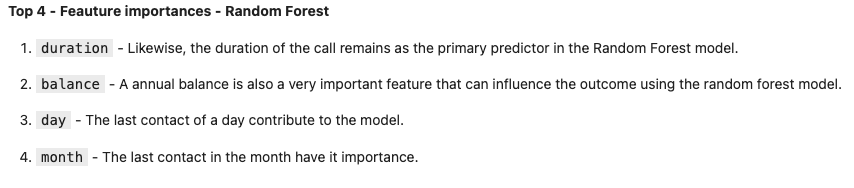 Top 4 - Feauture importances - Random Forest
1. duration - Likewise, the duration of the call remains as the primary predictor in the Random Forest model.
2. balance - A annual balance is also a very important feature that can influence the outcome using the random forest model.
3. day - The last contact of a day contribute to the model.
4. month - The last contact in the month have it importance.